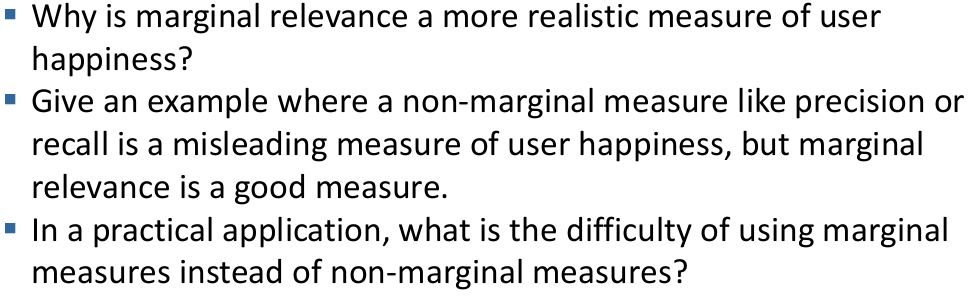 ▪ Why is marginal relevance a more realistic measure of user
happiness?
▪ Give an example where a non-marginal measure like precision or
recall is a misleading measure of user happiness, but marginal
relevance is a good measure.
▪ In a practical application, what is the difficulty of using marginal
measures instead of non-marginal measures?